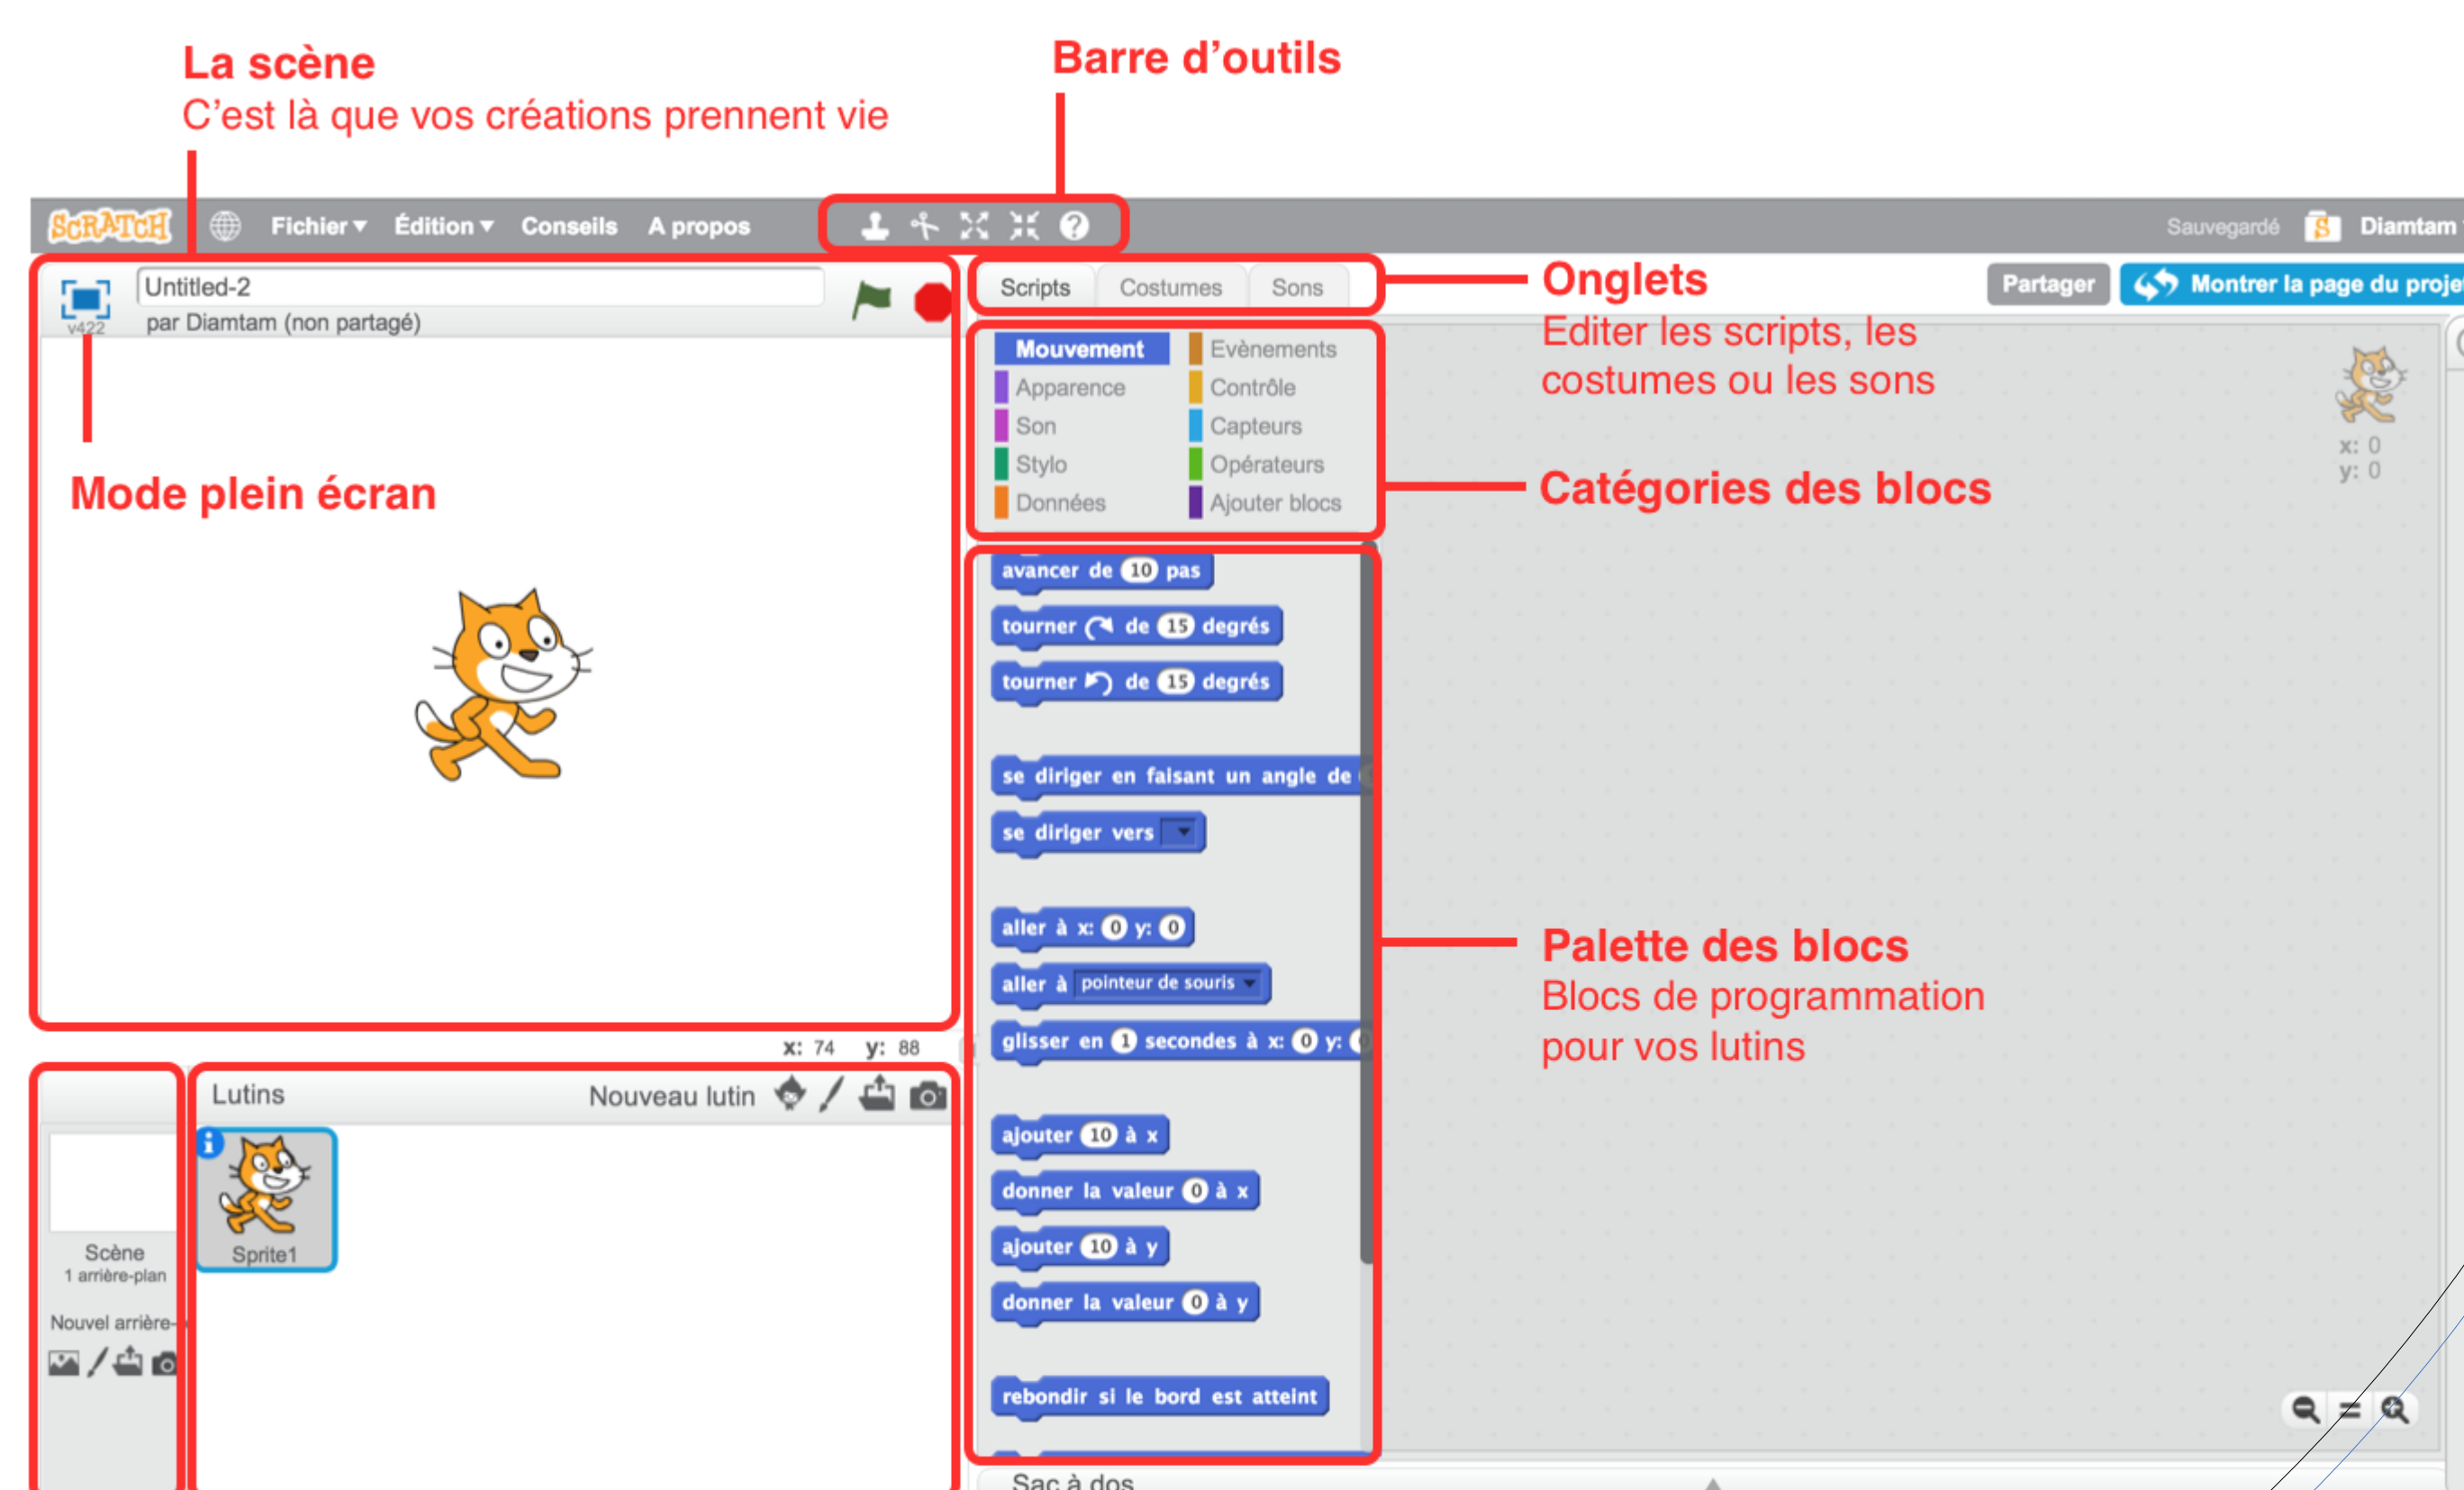 La scène
C'est là que vos créations prennent vie
Barre d'outils
SCRATCH
Fichier
Édition
Conseils
A propos
Sauvegardé
Diamtam
v422
Untitled-2
par Diamtam (non partagé)
Mode plein écran
Scripts
Costumes
Sons
Onglets
Editer les scripts, les
costumes ou les sons
Partager
Montrer la page du proje
Mouvement
Apparence
Son
Stylo
Données
Evènements
Contrôle
Capteurs
Opérateurs
Ajouter blocs
Catégories des blocs
x: 0
y: 0
avancer de 10 pas
tourner de 15 degrés
tourner de 15 degrés
se diriger en faisant un angle de
se diriger vers
aller à x: 0 y: 0
aller à pointeur de souris
glisser en 1 secondes à x: 0 y: 0
ajouter 10 à x
donner la valeur 0 à x
ajouter 10 à y
donner la valeur 0 à y
rebondir si le bord est atteint
Palette des blocs
Blocs de programmation
pour vos lutins
x: 74 y: 88
Lutins
Nouveau lutin
Sprite1
Scène
1 arrière-plan
Nouvel arrière-
Sac à dos